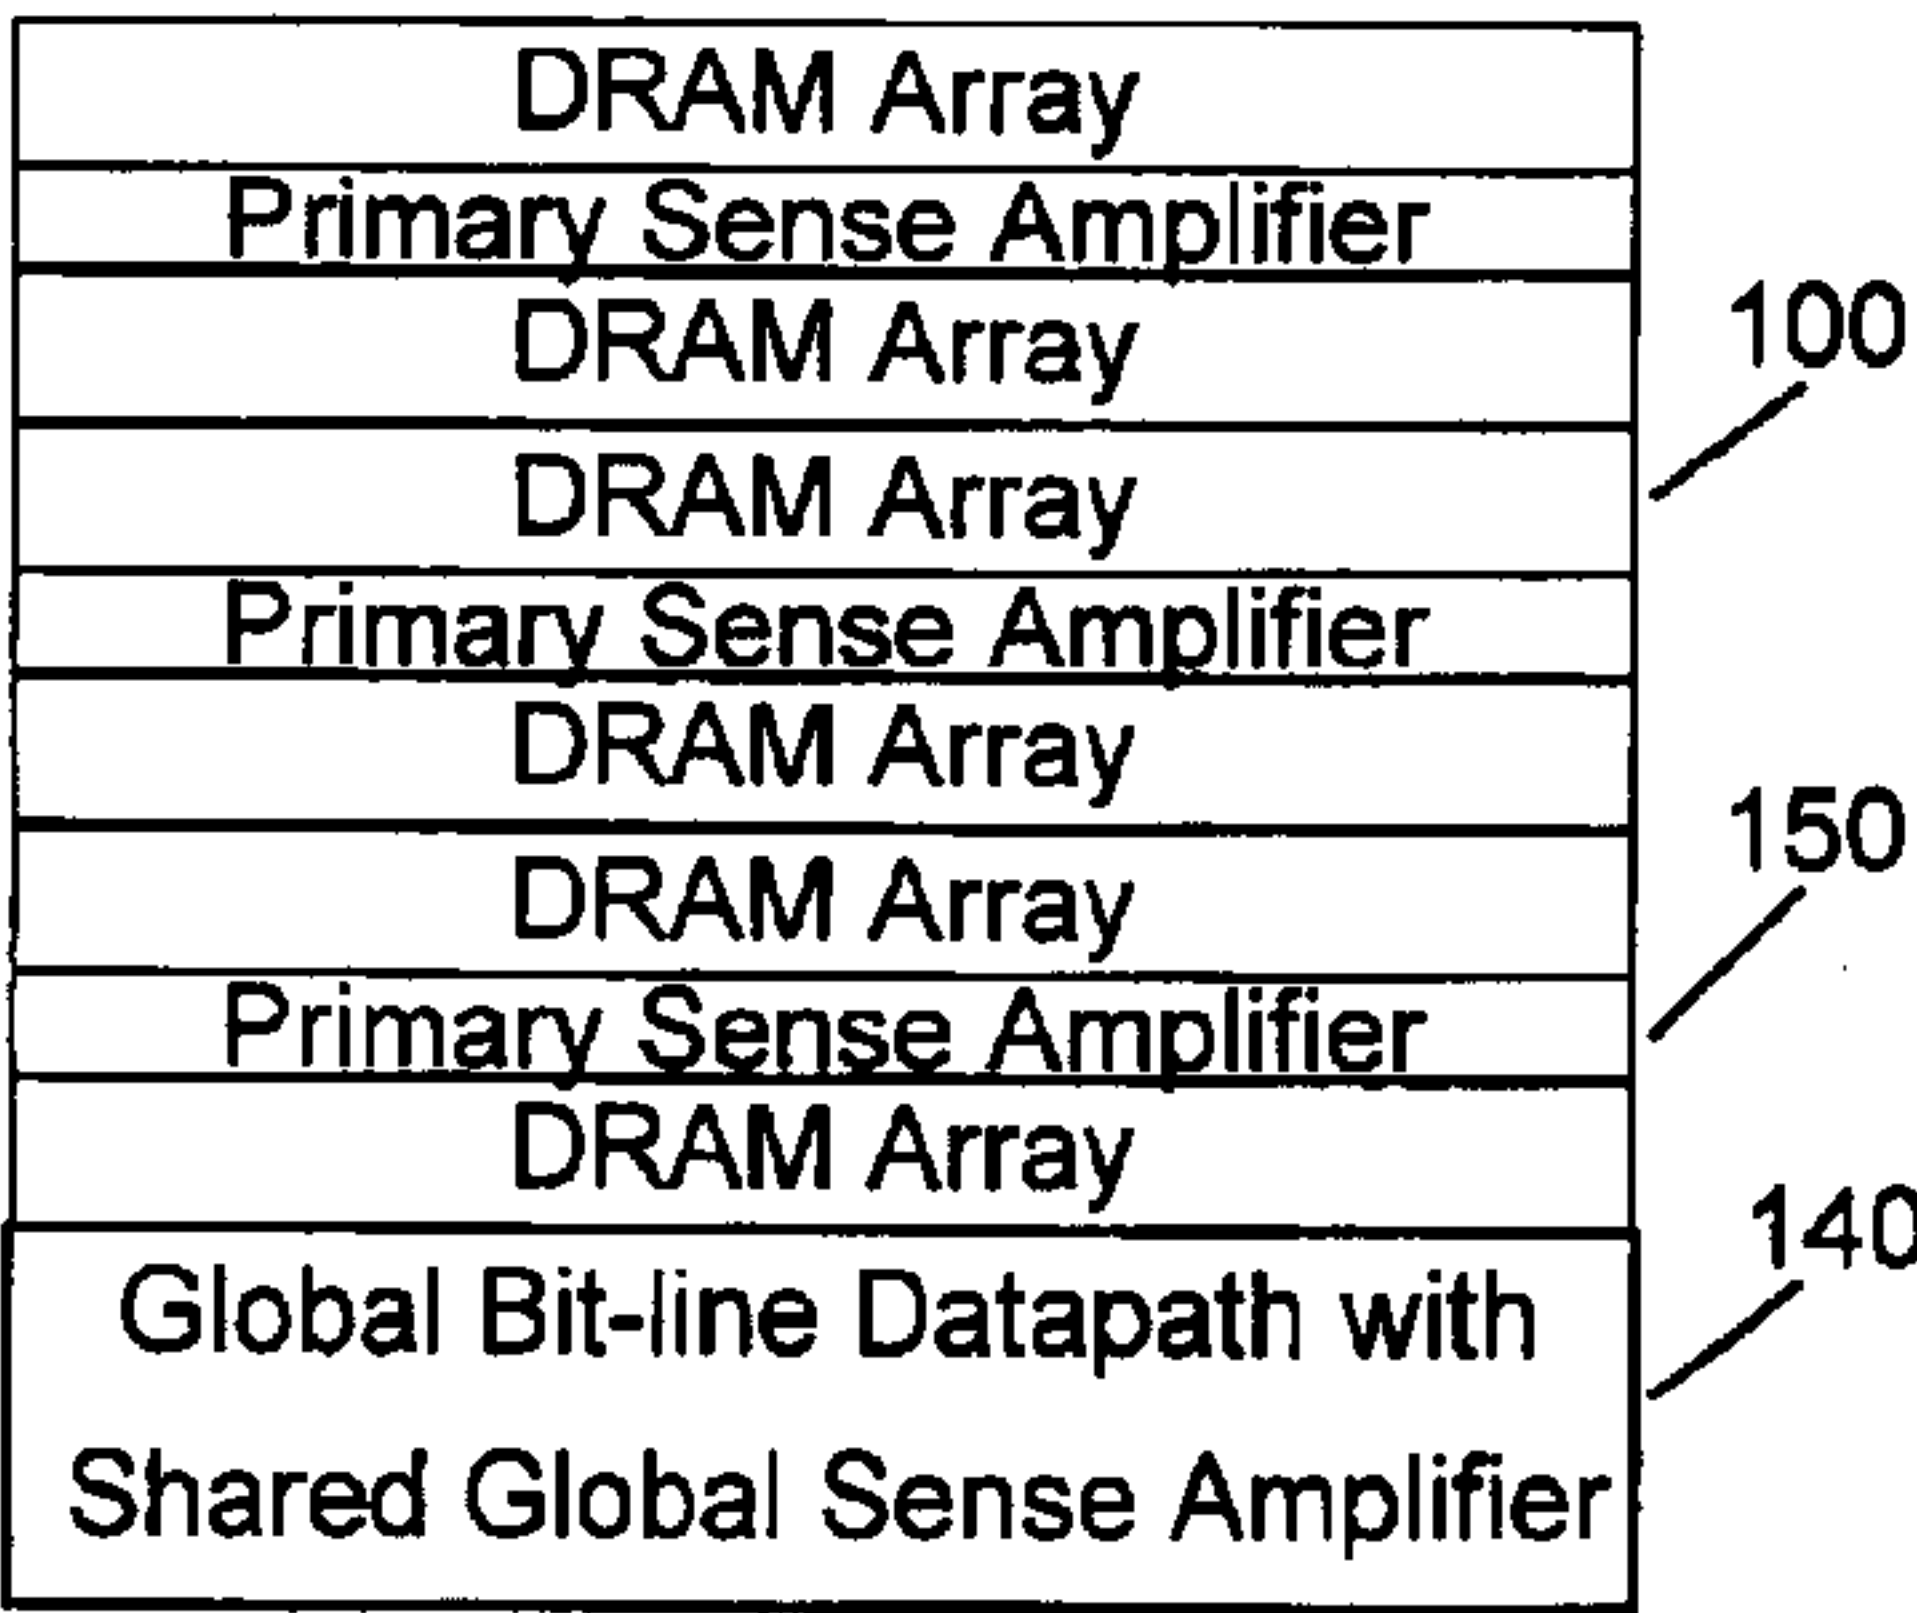 DRAM Array
Primary Sense Amplifier
DRAM Array
100
DRAM Array
Primary Sense Amplifier
DRAM Array
150
DRAM Array
Primary Sense Amplifier
DRAM Array
140
Global Bit-line Datapath with
Shared Global Sense Amplifier